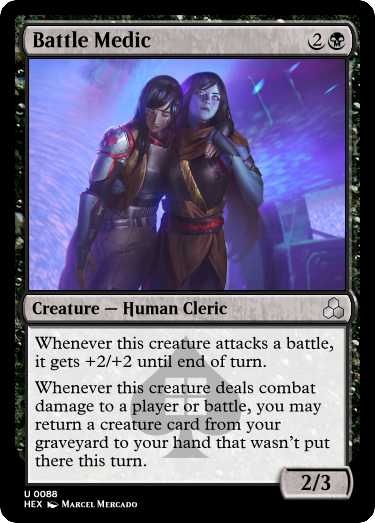 Battle Medic 2
Creature — Human Cleric
Whenever this creature attacks a battle,
it gets +2/+2 until end of turn.
Whenever this creature deals combat
damage to a player or battle, you may
return a creature card from your
graveyard to your hand that wasn't put
there this turn.
2/3
U 0088
HEX Marcel Mercado